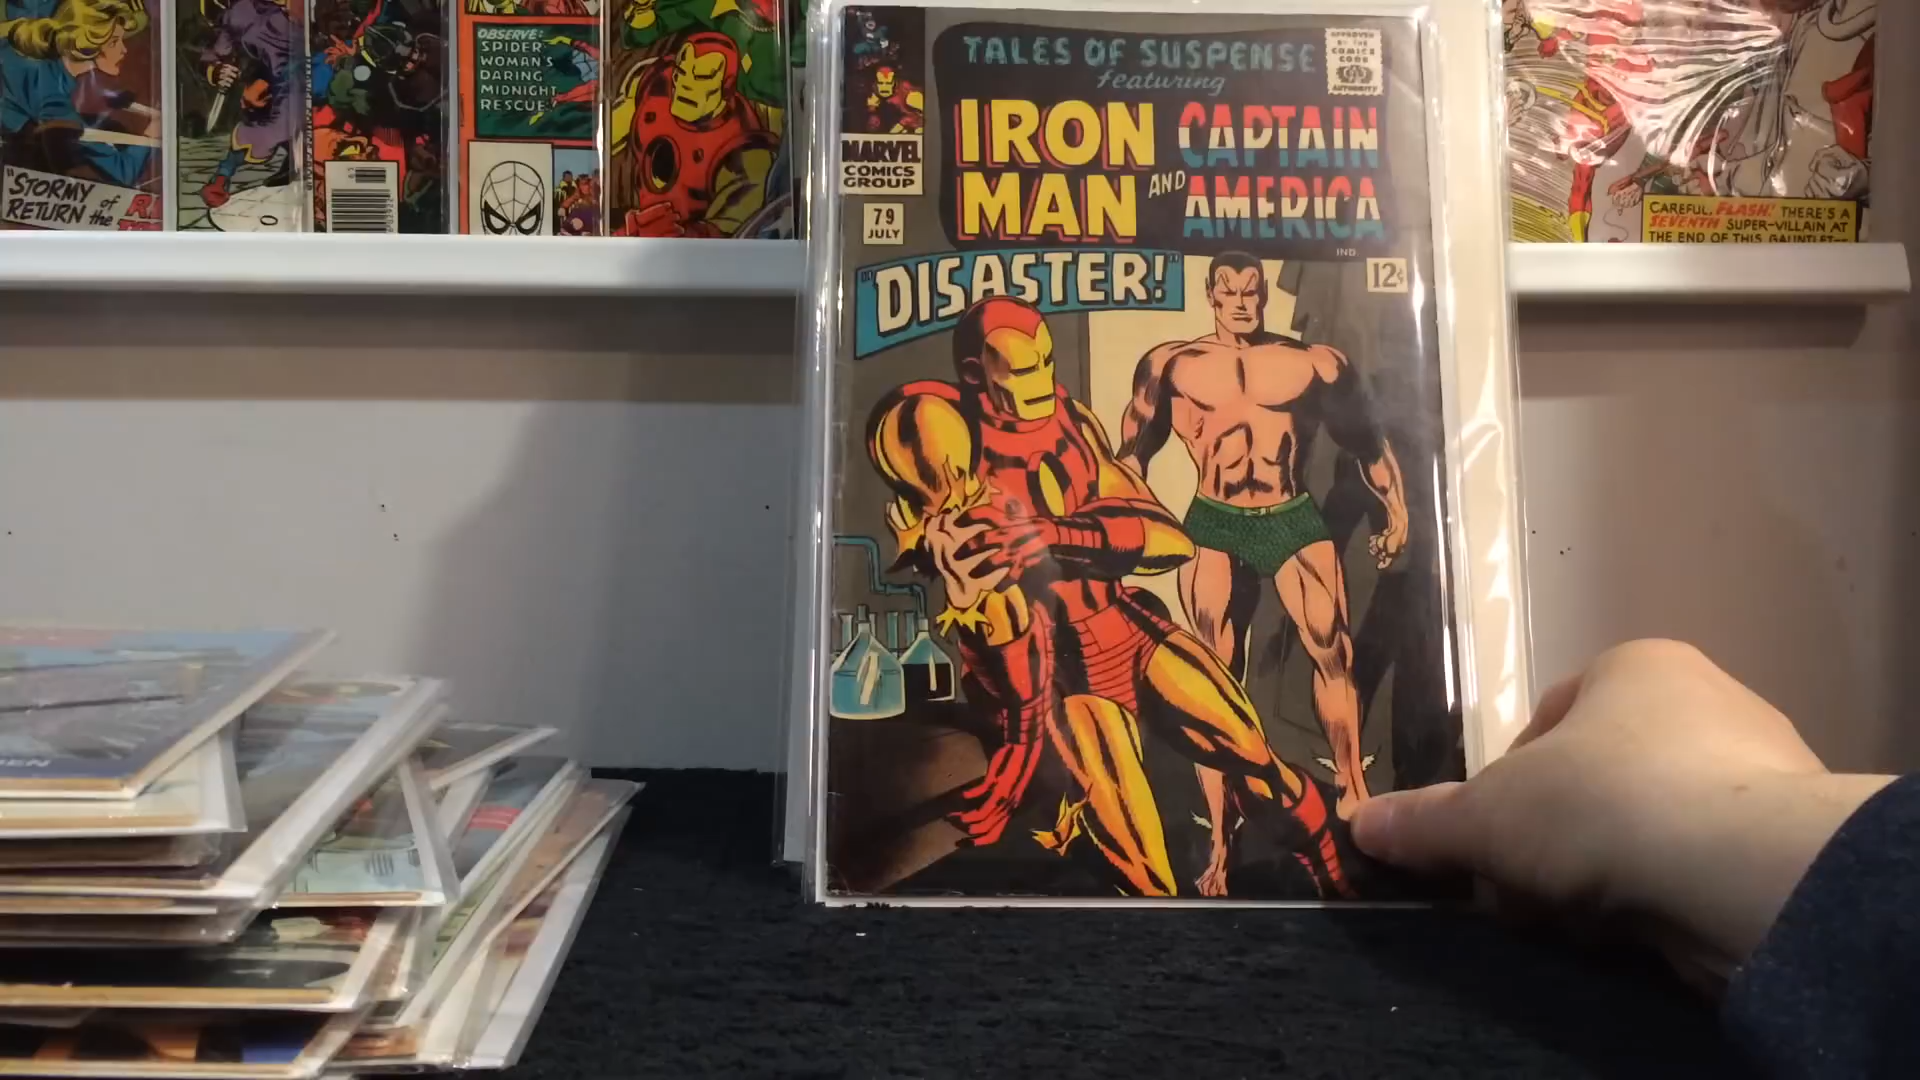 "STORMY
RETURN of
the
OBSERVE:
SPIDER-
WOMAN'S
DARING
MIDNIGHT
RESCUE!
TALES OF SUSPENSE
featuring
IRON
MAN
AND
CAPTAIN
AMERICA
APPROVED
BY THE
COMICS
CODE
AUTHORITY
MARVEL
COMICS
GROUP
79
JULY
IND.
12¢
"DISASTER!"
CAREFUL, FLASH! THERE'S A
SEVENTH SUPER-VILLAIN AT
THE END OF THIS GAUNTLET—